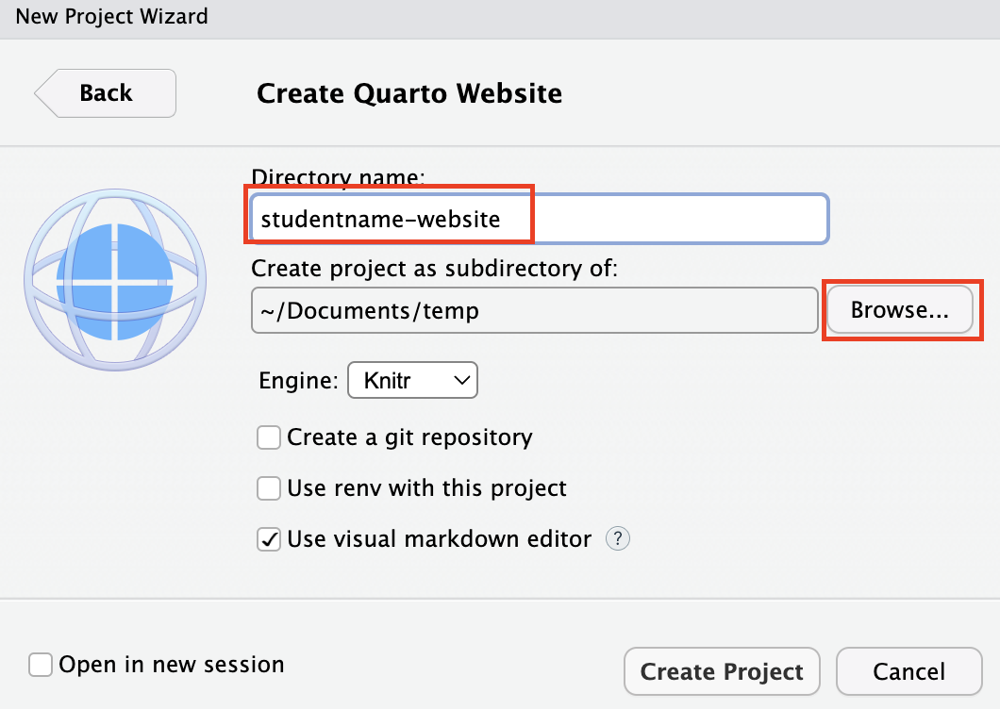 New Project Wizard
Back
Create Quarto Website
Directory name:
studentname-website
Create project as subdirectory of:
~/Documents/temp
Browse...
Engine: Knitr
Create a git repository
Use renv with this project
Use visual markdown editor ?
Open in new session
Create Project
Cancel